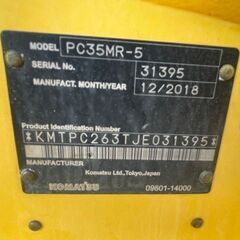 MODEL PC35MR-5
SERIAL NO. 31395
MANUFACT. MONTH/YEAR 12/2018
Product Identification Number
*KMTPC263TJE031395*
MANUFACTURER
Komatsu Ltd.,Tokyo,Japan
KOMATSU 09601-14000